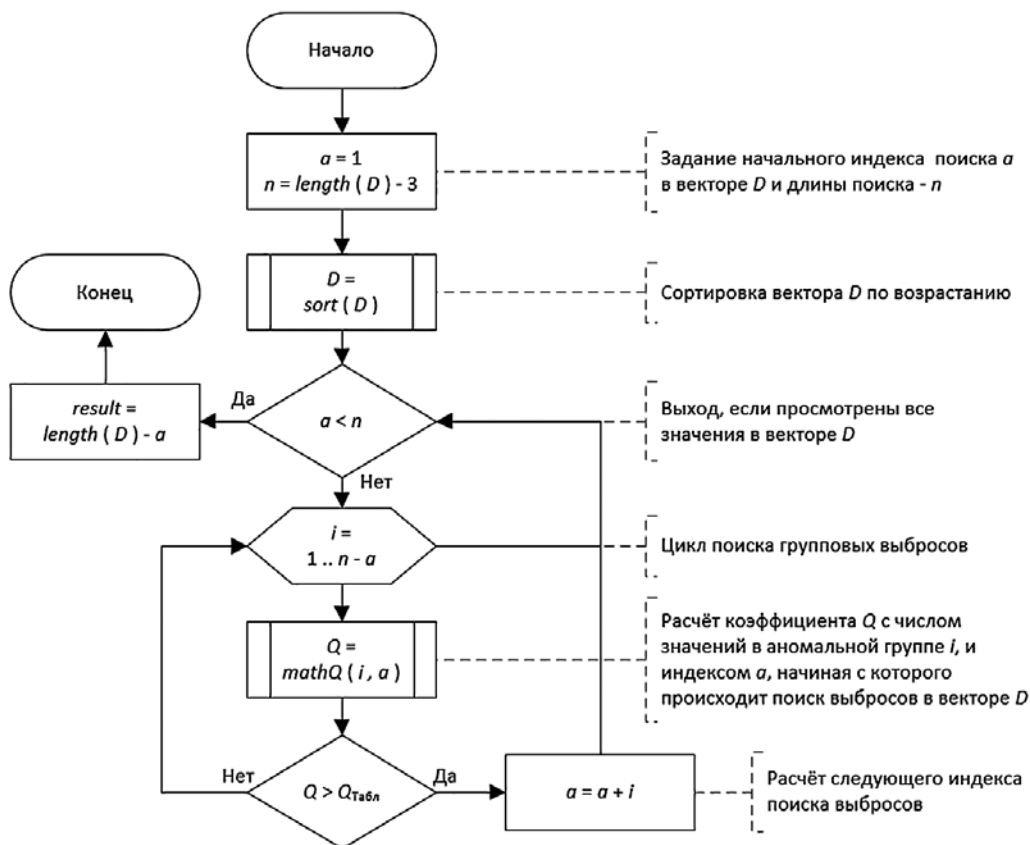 Начало
a = 1
n = length ( D ) - 3
Задание начального индекса поиска a
в векторе D и длины поиска - n
D =
sort ( D )
Сортировка вектора D по возрастанию
Конец
result =
length ( D ) - a
Да
a < n
Выход, если просмотрены все
значения в векторе D
Нет
i =
1 .. n - a
Цикл поиска групповых выбросов
Q =
mathQ ( i , a )
Расчёт коэффициента Q с числом
значений в аномальной группе i, и
индексом a, начиная с которого
происходит поиск выбросов в векторе D
Нет
Q > QТабл
Да
a = a + i
Расчёт следующего индекса
поиска выбросов